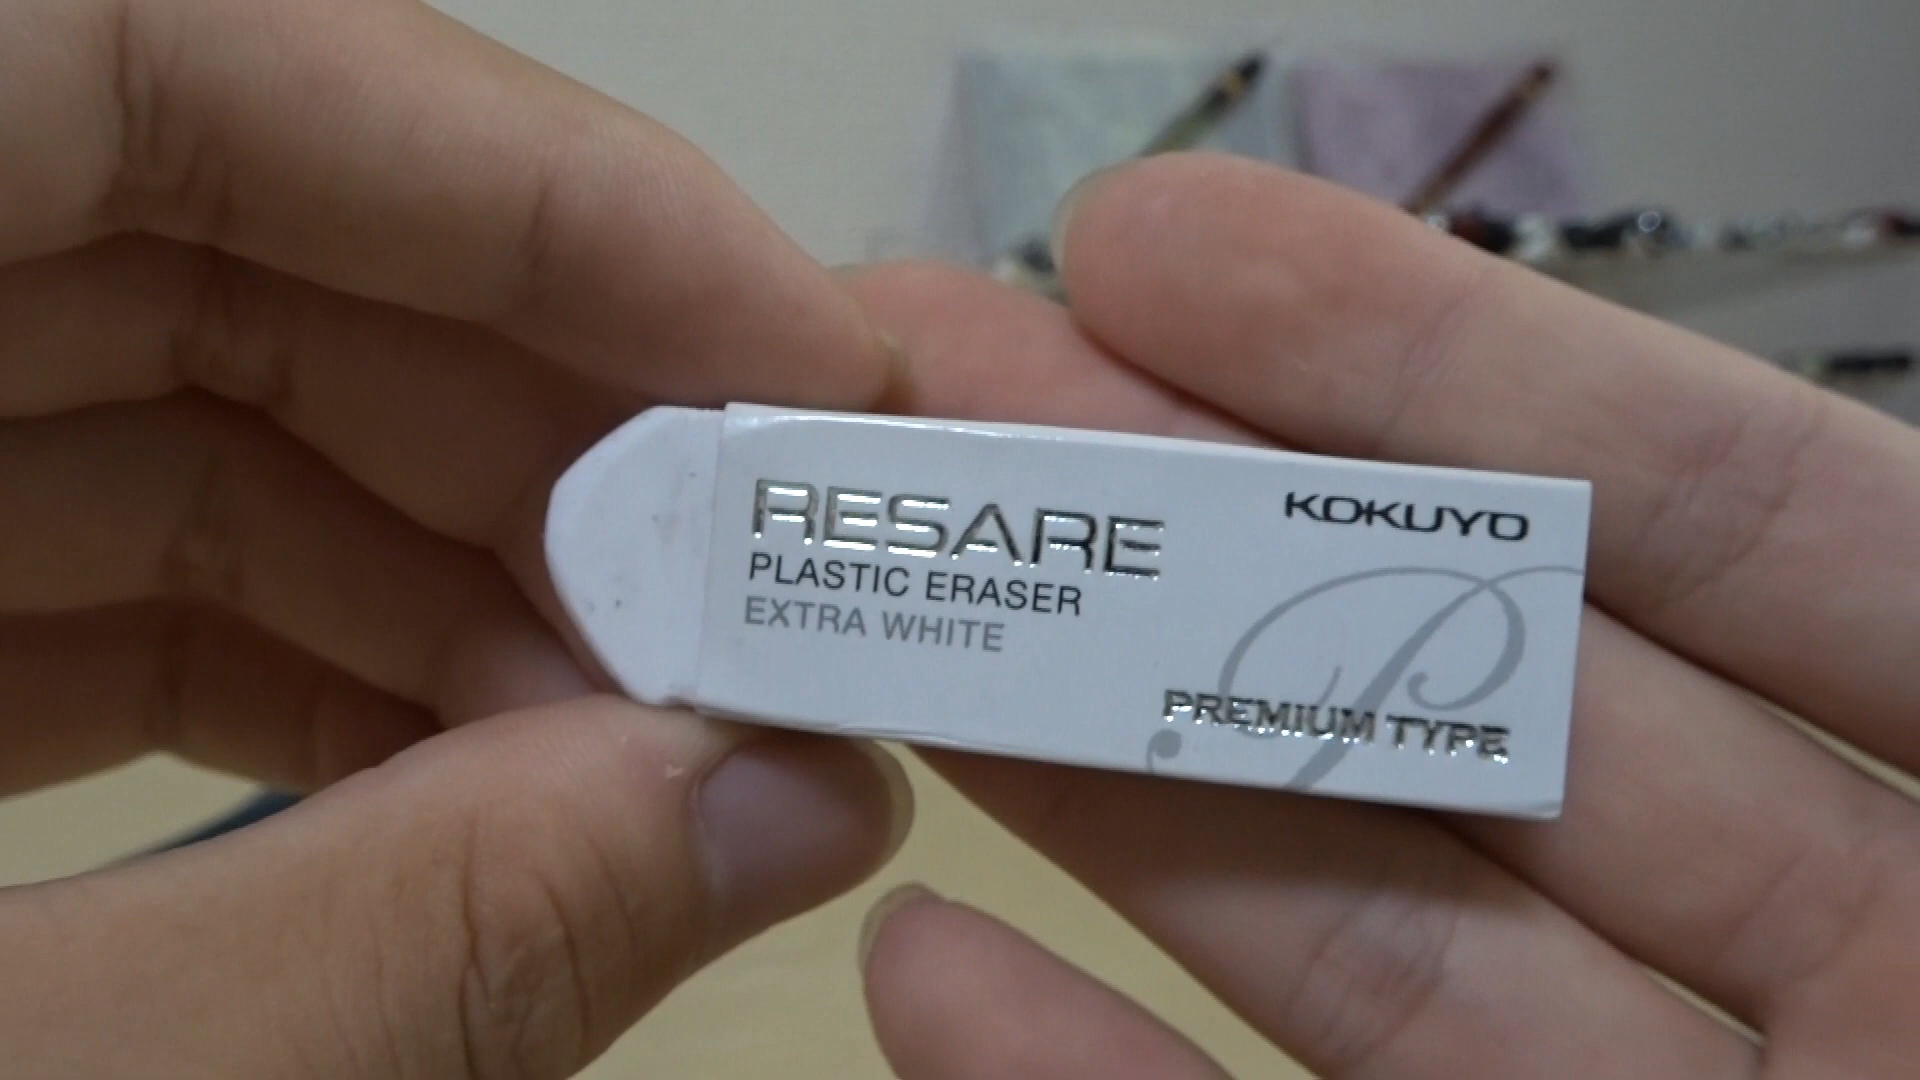 RESARE
PLASTIC ERASER
EXTRA WHITE
KOKUYO
P
PREMIUM TYPE